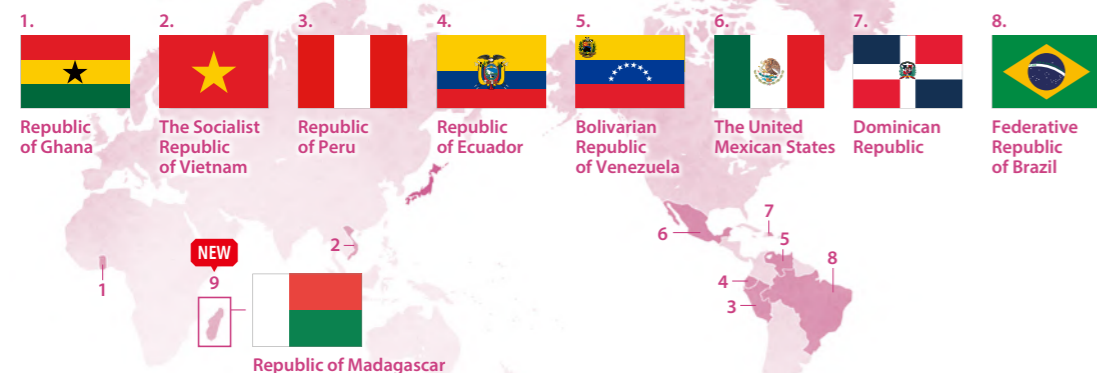 1.
Republic
of Ghana
2.
The Socialist
Republic
of Vietnam
3.
Republic
of Peru
4.
Republic
of Ecuador
5.
Bolivarian
Republic
of Venezuela
6.
The United
Mexican States
7.
Dominican
Republic
8.
Federative
Republic
of Brazil
1
2
NEW
9
Republic of Madagascar
6
7
5
4
3
8